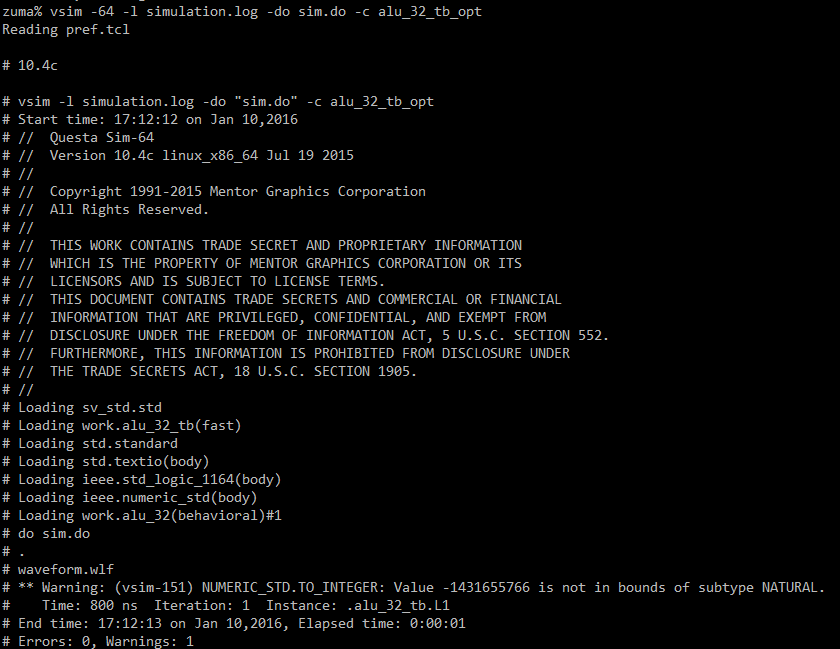 zuma% vsim -64 -l simulation.log -do sim.do -c alu_32_tb_opt
Reading pref.tcl
# 10.4c
# vsim -l simulation.log -do "sim.do" -c alu_32_tb_opt
# Start time: 17:12:12 on Jan 10,2016
# //  Questa Sim-64
# //  Version 10.4c linux_x86_64 Jul 19 2015
# //
# //  Copyright 1991-2015 Mentor Graphics Corporation
# //  All Rights Reserved.
# //
# //  THIS WORK CONTAINS TRADE SECRET AND PROPRIETARY INFORMATION
# //  WHICH IS THE PROPERTY OF MENTOR GRAPHICS CORPORATION OR ITS
# //  LICENSORS AND IS SUBJECT TO LICENSE TERMS.
# //  THIS DOCUMENT CONTAINS TRADE SECRETS AND COMMERCIAL OR FINANCIAL
# //  INFORMATION THAT ARE PRIVILEGED, CONFIDENTIAL, AND EXEMPT FROM
# //  DISCLOSURE UNDER THE FREEDOM OF INFORMATION ACT, 5 U.S.C. SECTION 552.
# //  FURTHERMORE, THIS INFORMATION IS PROHIBITED FROM DISCLOSURE UNDER
# //  THE TRADE SECRETS ACT, 18 U.S.C. SECTION 1905.
# //
# Loading sv_std.std
# Loading work.alu_32_tb(fast)
# Loading std.standard
# Loading std.textio(body)
# Loading ieee.std_logic_1164(body)
# Loading ieee.numeric_std(body)
# Loading work.alu_32(behavioral)#1
# do sim.do
# .
# waveform.wlf
# ** Warning: (vsim-151) NUMERIC_STD.TO_INTEGER: Value -1431655766 is not in bounds of subtype NATURAL.
#    Time: 800 ns  Iteration: 1  Instance: .alu_32_tb.L1
# End time: 17:12:13 on Jan 10,2016, Elapsed time: 0:00:01
# Errors: 0, Warnings: 1